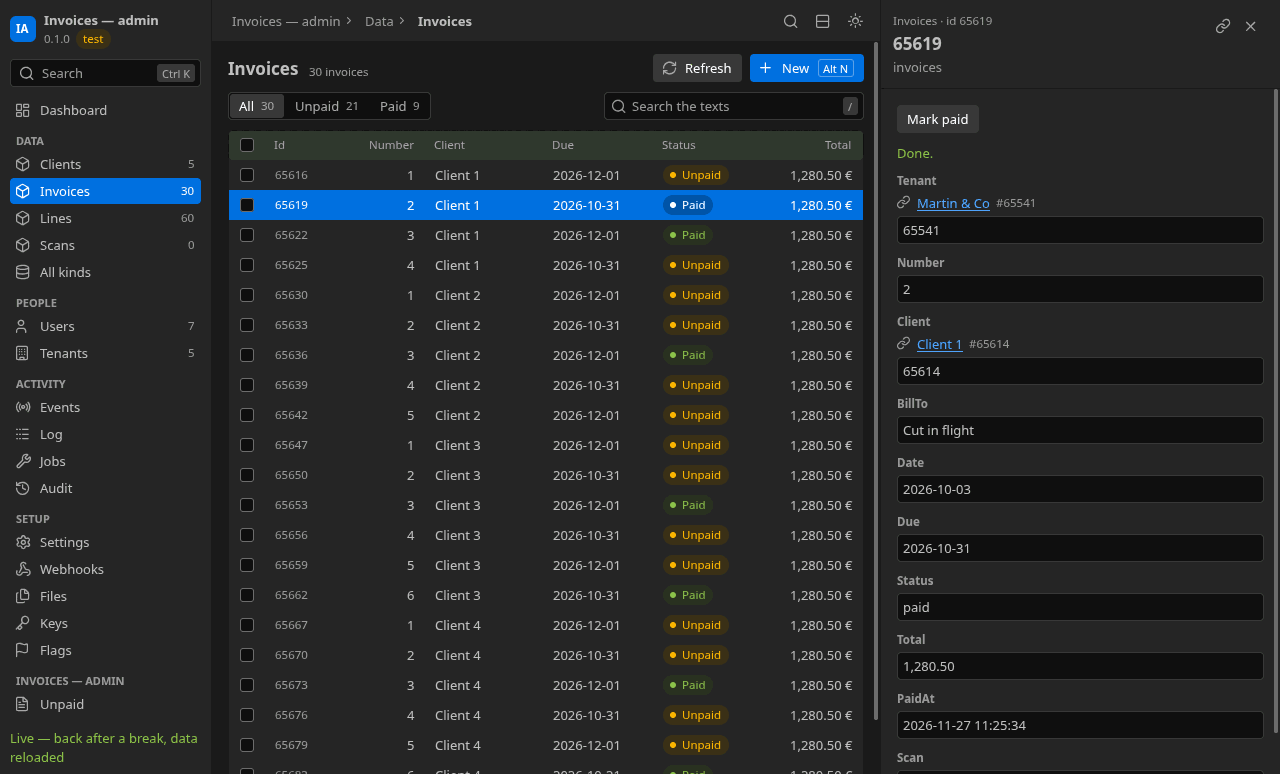 IA
Invoices — admin
0.1.0 test
Search Ctrl K
Dashboard
DATA
Clients 5
Invoices 30
Lines 60
Scans 0
All kinds
PEOPLE
Users 7
Tenants 5
ACTIVITY
Events
Log
Jobs
Audit
SETUP
Settings
Webhooks
Files
Keys
Flags
INVOICES — ADMIN
Unpaid
Live — back after a break, data
reloaded
Invoices — admin Data Invoices
Invoices 30 invoices
Refresh
New Alt N
All 30 Unpaid 21 Paid 9
Search the texts /
Id Number Client Due Status Total
65616 1 Client 1 2026-12-01 Unpaid 1,280.50 €
65619 2 Client 1 2026-10-31 Paid 1,280.50 €
65622 3 Client 1 2026-12-01 Paid 1,280.50 €
65625 4 Client 1 2026-10-31 Unpaid 1,280.50 €
65630 1 Client 2 2026-12-01 Unpaid 1,280.50 €
65633 2 Client 2 2026-10-31 Unpaid 1,280.50 €
65636 3 Client 2 2026-12-01 Paid 1,280.50 €
65639 4 Client 2 2026-10-31 Unpaid 1,280.50 €
65642 5 Client 2 2026-12-01 Unpaid 1,280.50 €
65647 1 Client 3 2026-12-01 Unpaid 1,280.50 €
65650 2 Client 3 2026-10-31 Unpaid 1,280.50 €
65653 3 Client 3 2026-12-01 Paid 1,280.50 €
65656 4 Client 3 2026-10-31 Unpaid 1,280.50 €
65659 5 Client 3 2026-12-01 Unpaid 1,280.50 €
65662 6 Client 3 2026-10-31 Paid 1,280.50 €
65667 1 Client 4 2026-12-01 Unpaid 1,280.50 €
65670 2 Client 4 2026-10-31 Unpaid 1,280.50 €
65673 3 Client 4 2026-12-01 Paid 1,280.50 €
65676 4 Client 4 2026-10-31 Unpaid 1,280.50 €
65679 5 Client 4 2026-12-01 Unpaid 1,280.50 €
Invoices · id 65619
65619
invoices
Mark paid
Done.
Tenant
Martin & Co #65541
65541
Number
2
Client
Client 1 #65614
65614
BillTo
Cut in flight
Date
2026-10-03
Due
2026-10-31
Status
paid
Total
1,280.50
PaidAt
2026-11-27 11:25:34
Scan